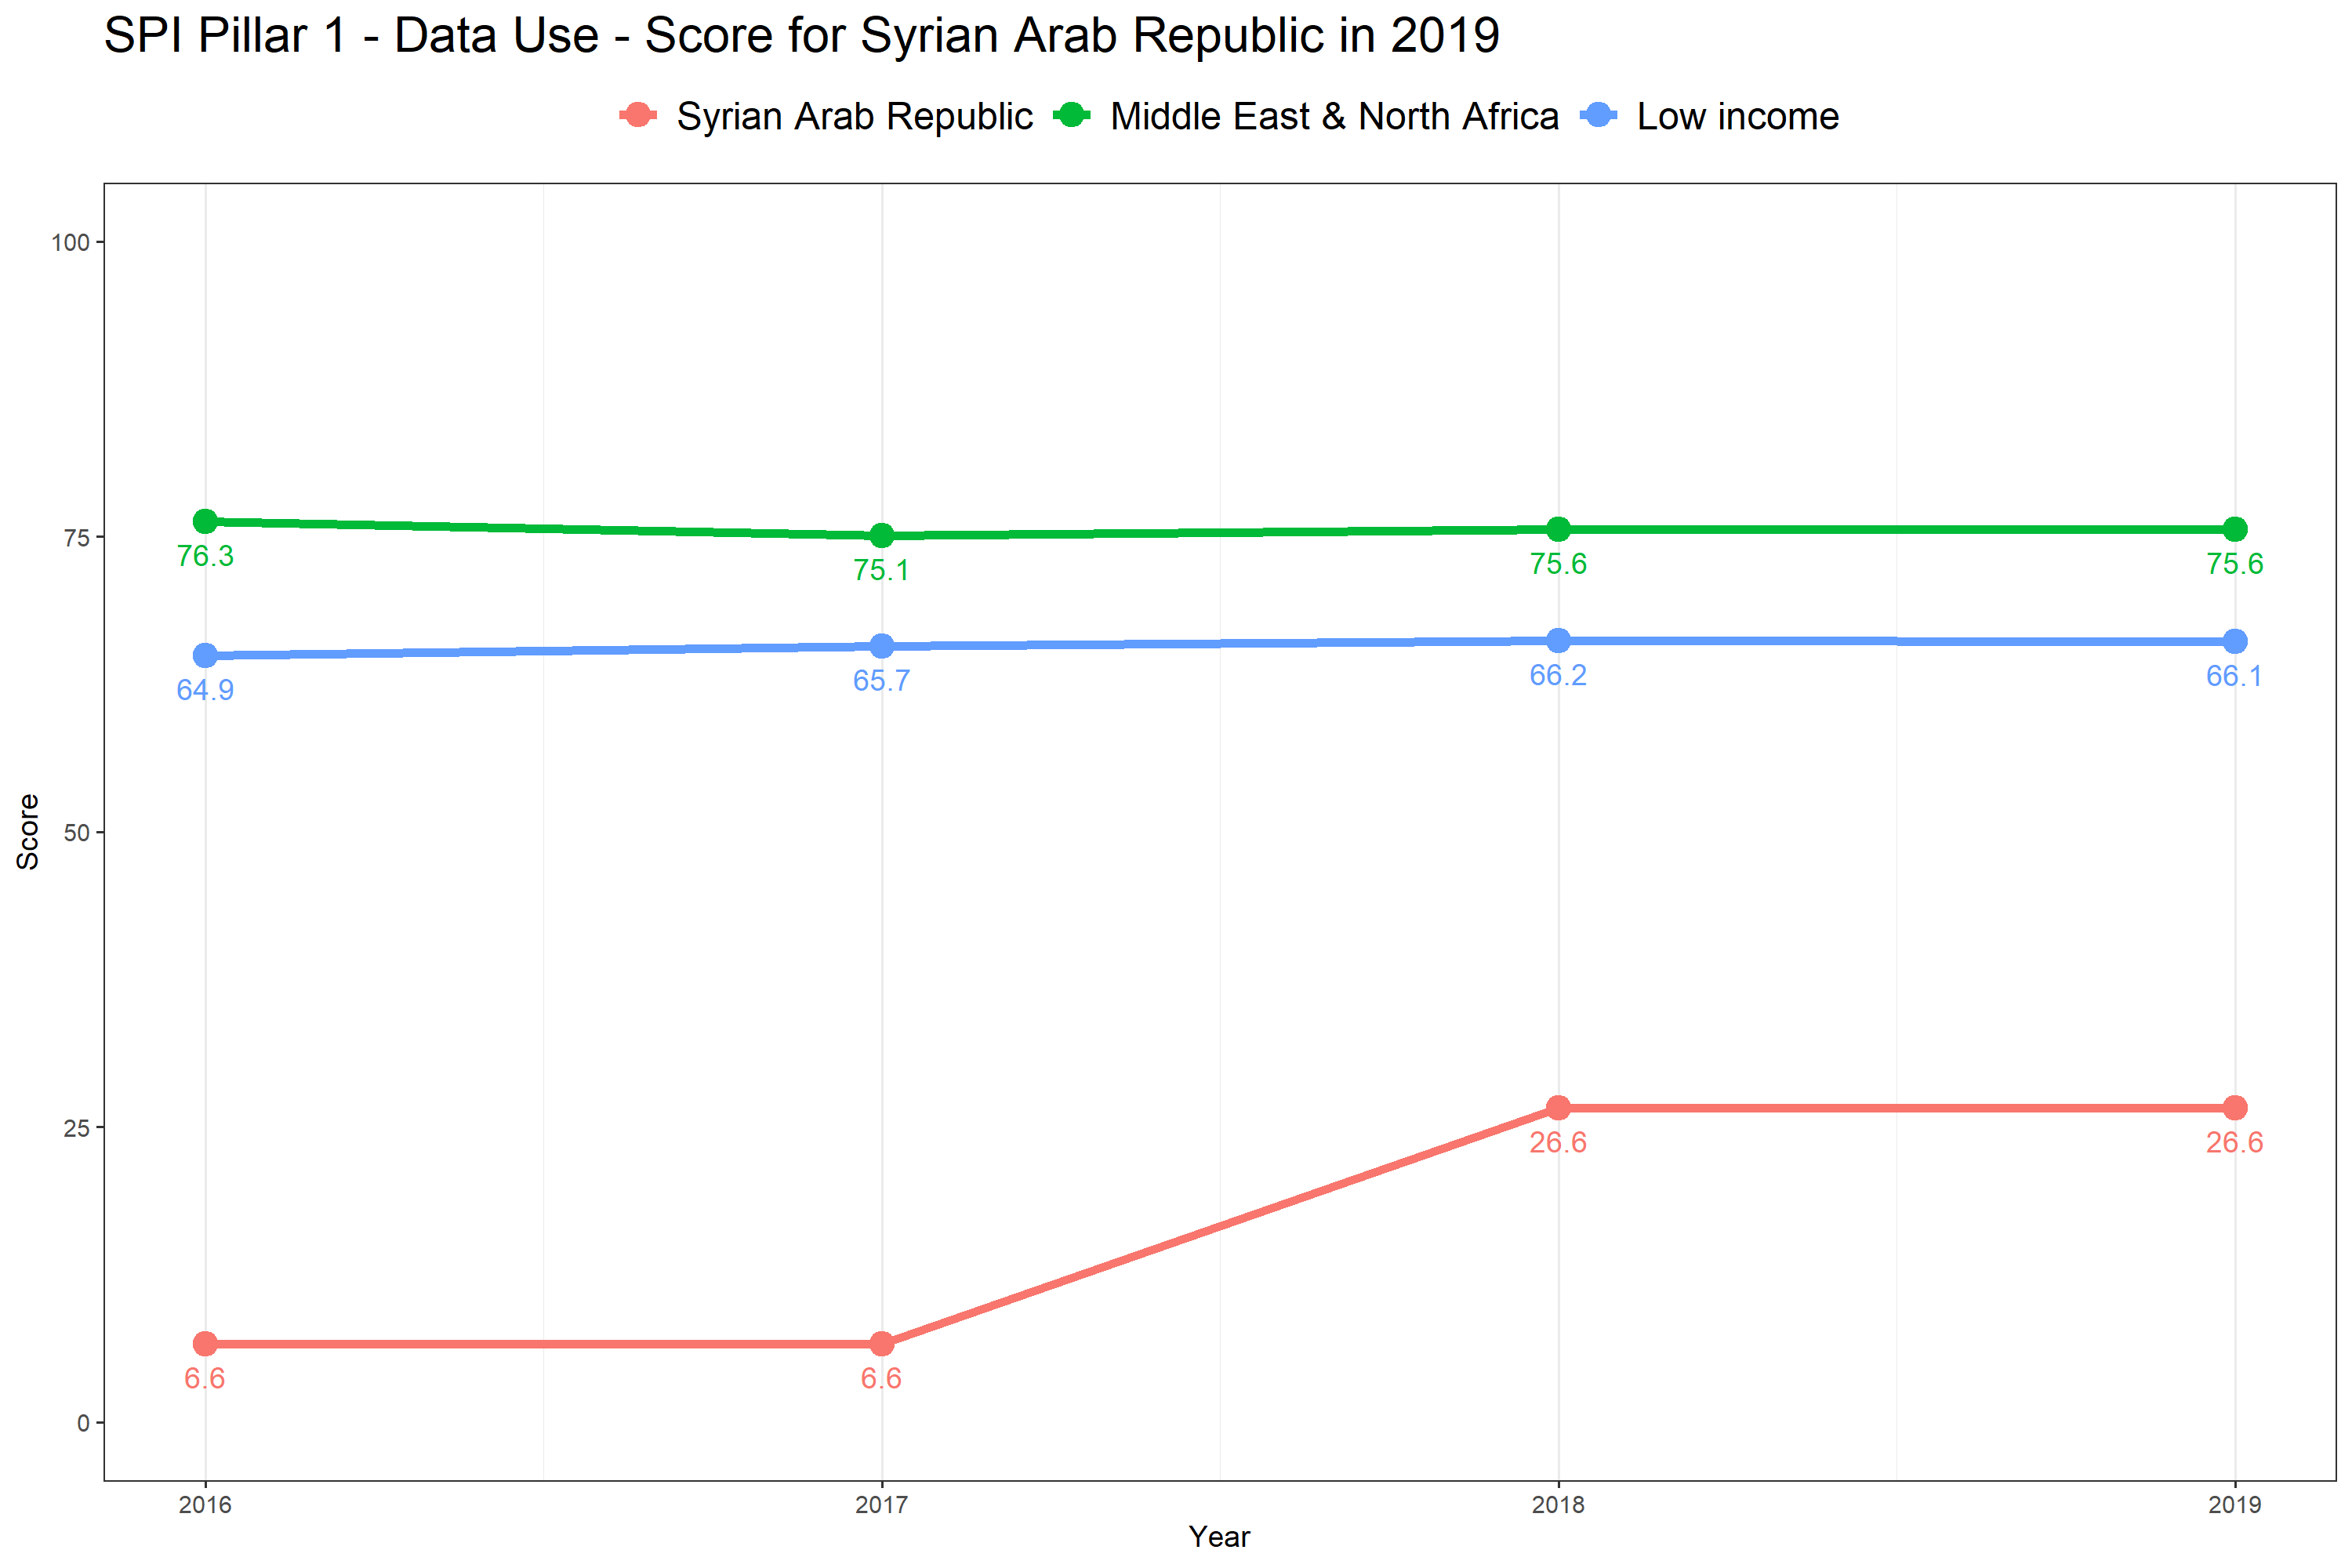 SPI Pillar 1 - Data Use - Score for Syrian Arab Republic in 2019
Syrian Arab Republic Middle East & North Africa Low income
100
75
50
25
0
Score
76.3 75.1 75.6 75.6
64.9 65.7 66.2 66.1
26.6 26.6
6.6 6.6
2016 2017 2018 2019
Year